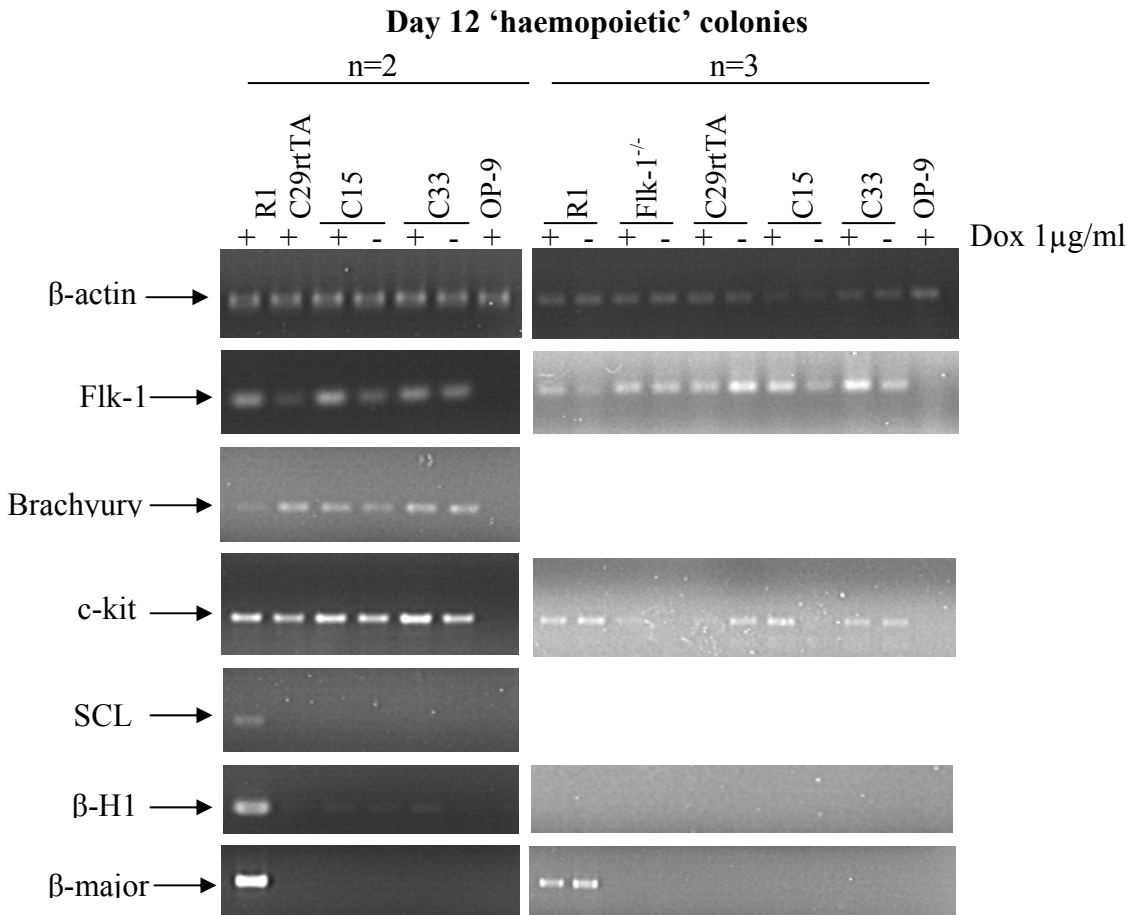 Day 12 ‘haemopoietic’ colonies
n=2 n=3
R1 C29rtTA C15 C33 OP-9 R1 Flk-1-/- C29rtTA C15 C33 OP-9
+ + + - + - + + - + - + - + - + - + Dox 1µg/ml
β-actin
Flk-1
Brachyury
c-kit
SCL
β-H1
β-major